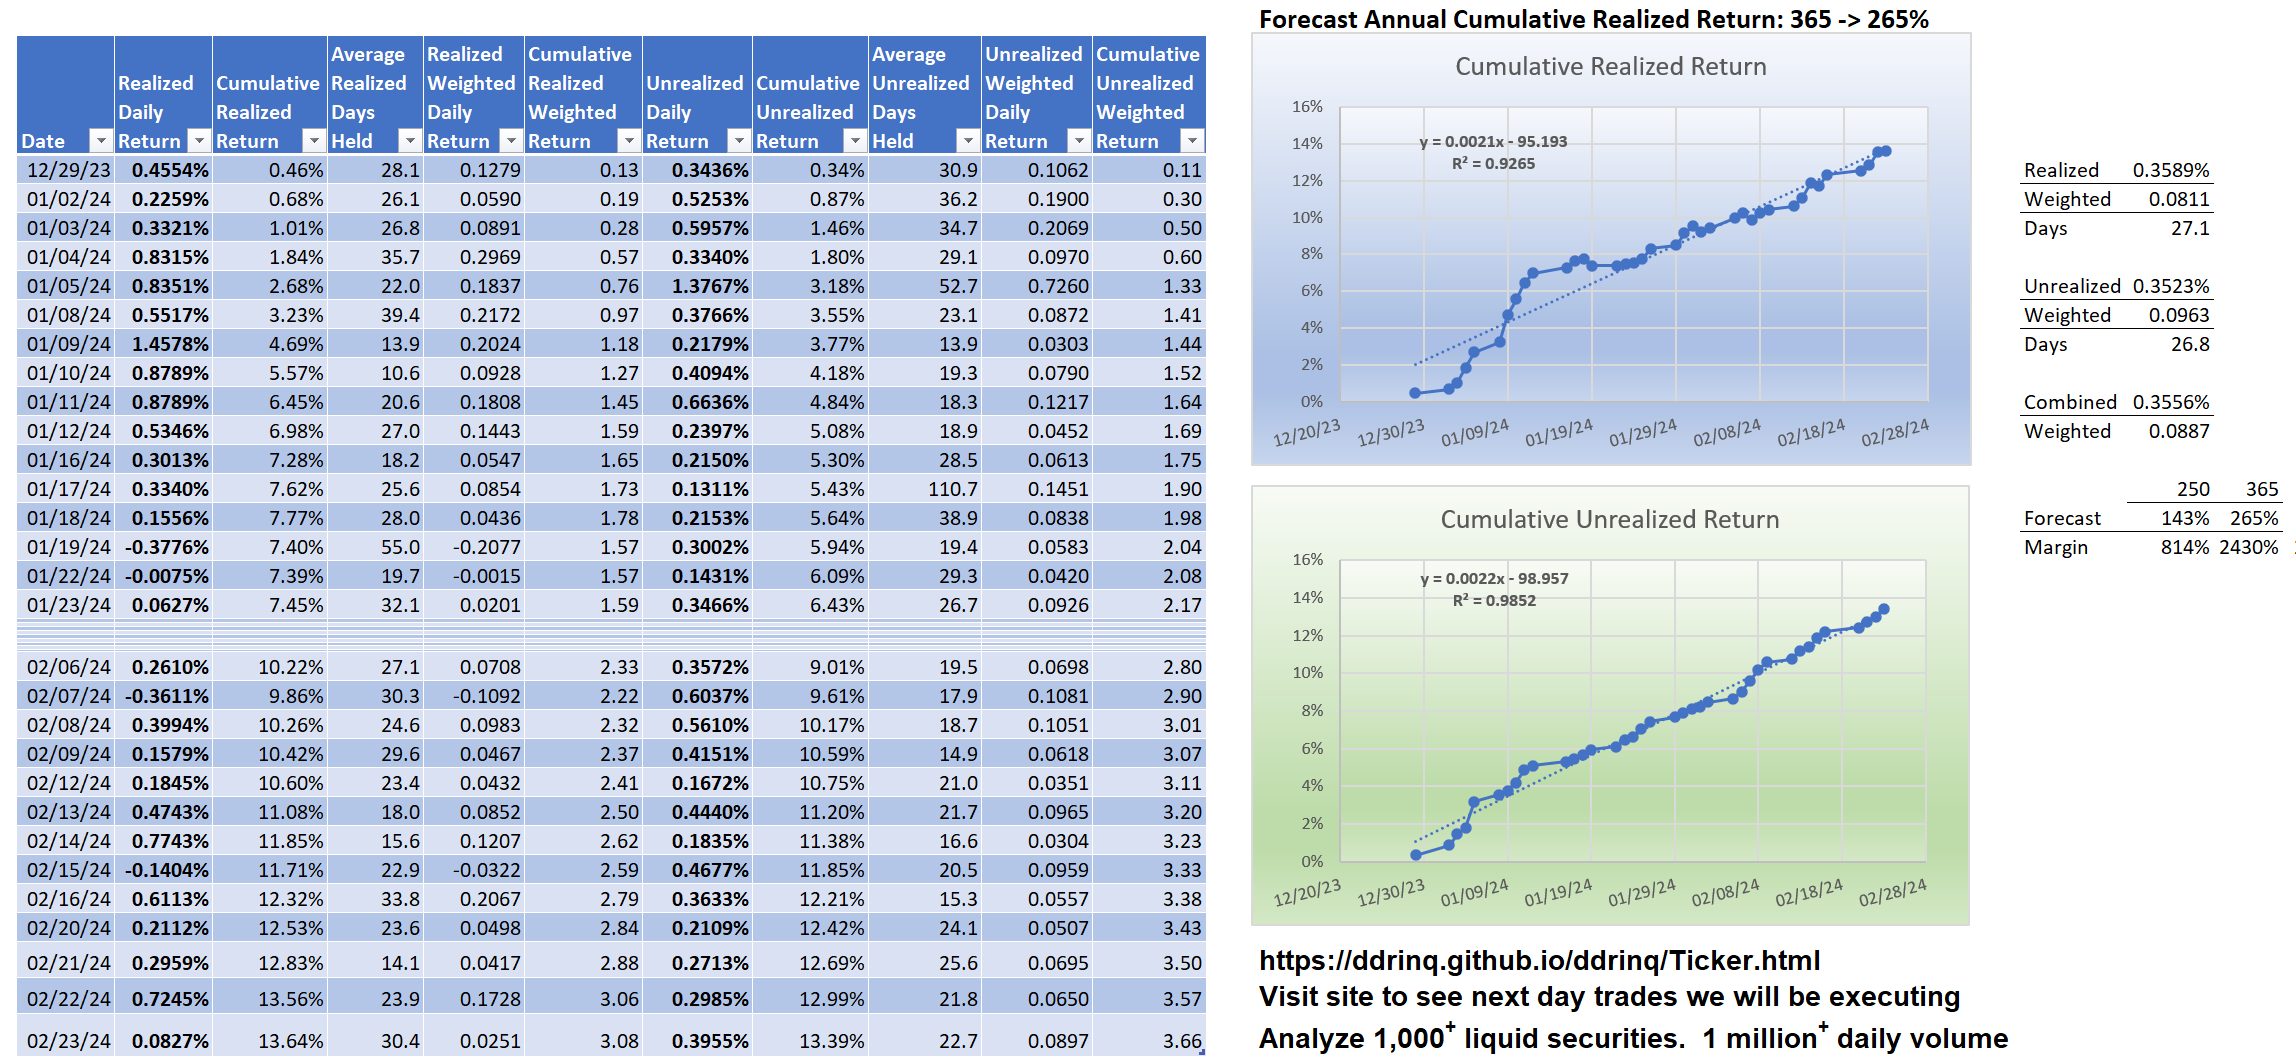 Forecast Annual Cumulative Realized Return: 365 -> 265%
Date Realized Daily Return Cumulative Realized Return Average Realized Days Held Realized Weighted Daily Return Cumulative Realized Weighted Return Unrealized Daily Return Cumulative Unrealized Return Average Unrealized Days Held Unrealized Weighted Daily Return Cumulative Unrealized Weighted Return
12/29/23 0.4554% 0.46% 28.1 0.1279 0.13 0.3436% 0.34% 30.9 0.1062 0.11
01/02/24 0.2259% 0.68% 26.1 0.0590 0.19 0.5253% 0.87% 36.2 0.1900 0.30
01/03/24 0.3321% 1.01% 26.8 0.0891 0.28 0.5957% 1.46% 34.7 0.2069 0.50
01/04/24 0.8315% 1.84% 35.7 0.2969 0.57 0.3340% 1.80% 29.1 0.0970 0.60
01/05/24 0.8351% 2.68% 22.0 0.1837 0.76 1.3767% 3.18% 52.7 0.7260 1.33
01/08/24 0.5517% 3.23% 39.4 0.2172 0.97 0.3766% 3.55% 23.1 0.0872 1.41
01/09/24 1.4578% 4.69% 13.9 0.2024 1.18 0.2179% 3.77% 13.9 0.0303 1.44
01/10/24 0.8789% 5.57% 10.6 0.0928 1.27 0.4094% 4.18% 19.3 0.0790 1.52
01/11/24 0.8789% 6.45% 20.6 0.1808 1.45 0.6636% 4.84% 18.3 0.1217 1.64
01/12/24 0.5346% 6.98% 27.0 0.1443 1.59 0.2397% 5.08% 18.9 0.0452 1.69
01/16/24 0.3013% 7.28% 18.2 0.0547 1.65 0.2150% 5.30% 28.5 0.0613 1.75
01/17/24 0.3340% 7.62% 25.6 0.0854 1.73 0.1311% 5.43% 110.7 0.1451 1.90
01/18/24 0.1556% 7.77% 28.0 0.0436 1.78 0.2153% 5.64% 38.9 0.0838 1.98
01/19/24 -0.3776% 7.40% 55.0 -0.2077 1.57 0.3002% 5.94% 19.4 0.0583 2.04
01/22/24 -0.0075% 7.39% 19.7 -0.0015 1.57 0.1431% 6.09% 29.3 0.0420 2.08
01/23/24 0.0627% 7.45% 32.1 0.0201 1.59 0.3466% 6.43% 26.7 0.0926 2.17
02/06/24 0.2610% 10.22% 27.1 0.0708 2.33 0.3572% 9.01% 19.5 0.0698 2.80
02/07/24 -0.3611% 9.86% 30.3 -0.1092 2.22 0.6037% 9.61% 17.9 0.1081 2.90
02/08/24 0.3994% 10.26% 24.6 0.0983 2.32 0.5610% 10.17% 18.7 0.1051 3.01
02/09/24 0.1579% 10.42% 29.6 0.0467 2.37 0.4151% 10.59% 14.9 0.0618 3.07
02/12/24 0.1845% 10.60% 23.4 0.0432 2.41 0.1672% 10.75% 21.0 0.0351 3.11
02/13/24 0.4743% 11.08% 18.0 0.0852 2.50 0.4440% 11.20% 21.7 0.0965 3.20
02/14/24 0.7743% 11.85% 15.6 0.1207 2.62 0.1835% 11.38% 16.6 0.0304 3.23
02/15/24 -0.1404% 11.71% 22.9 -0.0322 2.59 0.4677% 11.85% 20.5 0.0959 3.33
02/16/24 0.6113% 12.32% 33.8 0.2067 2.79 0.3633% 12.21% 15.3 0.0557 3.38
02/20/24 0.2112% 12.53% 23.6 0.0498 2.84 0.2109% 12.42% 24.1 0.0507 3.43
02/21/24 0.2959% 12.83% 14.1 0.0417 2.88 0.2713% 12.69% 25.6 0.0695 3.50
02/22/24 0.7245% 13.56% 23.9 0.1728 3.06 0.2985% 12.99% 21.8 0.0650 3.57
02/23/24 0.0827% 13.64% 30.4 0.0251 3.08 0.3955% 13.39% 22.7 0.0897 3.66
Cumulative Realized Return
16%
14%
12%
10%
8%
6%
4%
2%
0%
y = 0.0021x - 95.193
R² = 0.9265
12/20/23 12/30/23 01/09/24 01/19/24 01/29/24 02/08/24 02/18/24 02/28/24
Cumulative Unrealized Return
16%
14%
12%
10%
8%
6%
4%
2%
0%
y = 0.0022x - 98.957
R² = 0.9852
12/20/23 12/30/23 01/09/24 01/19/24 01/29/24 02/08/24 02/18/24 02/28/24
Realized 0.3589%
Weighted 0.0811
Days 27.1
Unrealized 0.3523%
Weighted 0.0963
Days 26.8
Combined 0.3556%
Weighted 0.0887
250 365
Forecast 143% 265%
Margin 814% 2430%
https://ddrinq.github.io/ddrinq/Ticker.html
Visit site to see next day trades we will be executing
Analyze 1,000⁺ liquid securities. 1 million⁺ daily volume